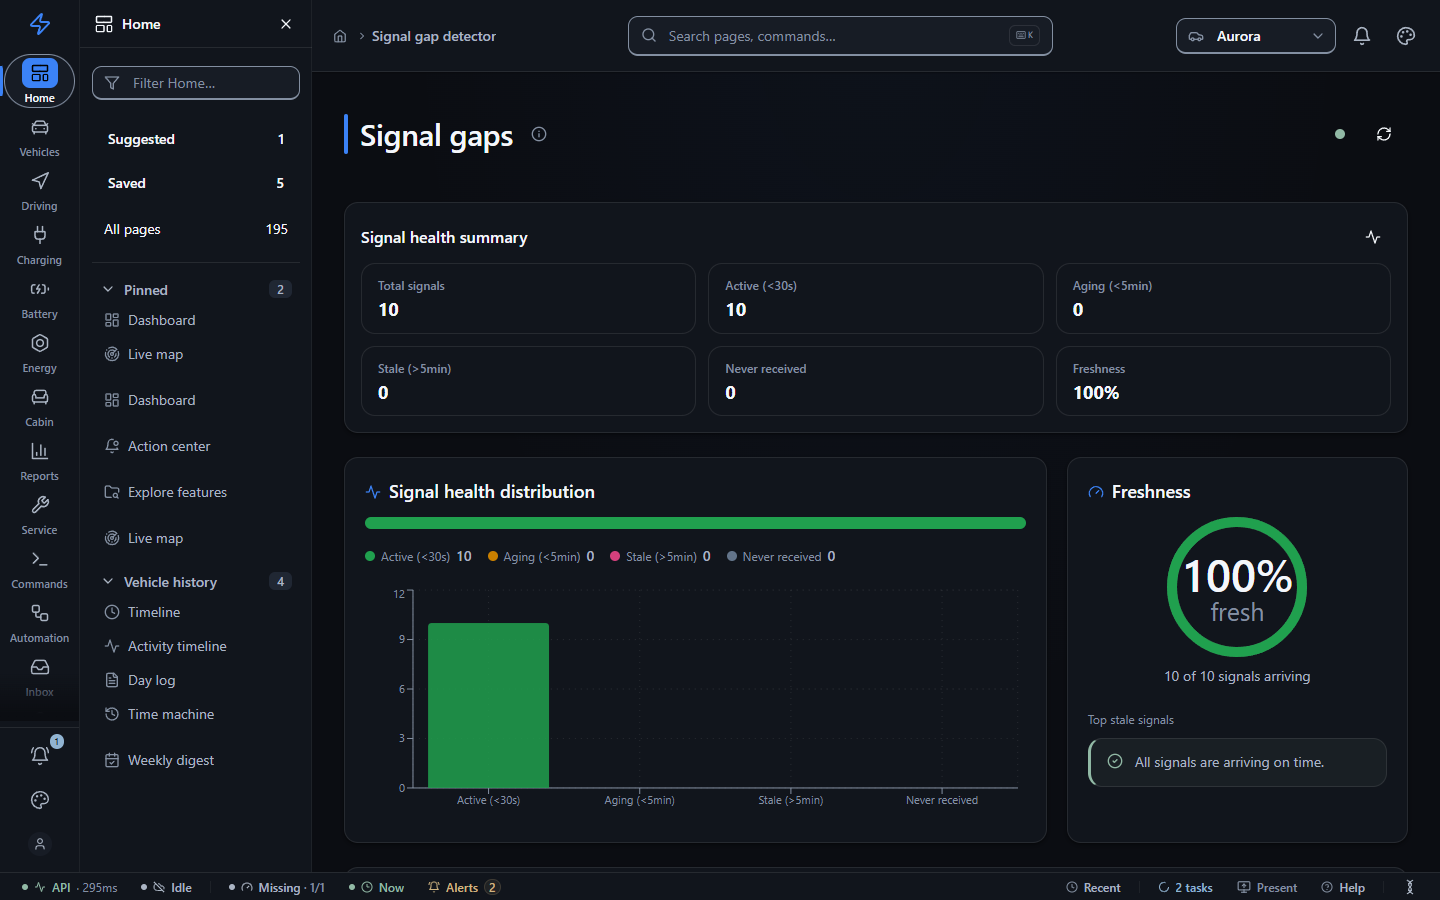 Home
Vehicles
Driving
Charging
Battery
Energy
Cabin
Reports
Service
Commands
Automation
Inbox
1
Home
Filter Home...
Suggested 1
Saved 5
All pages 195
Pinned 2
Dashboard
Live map
Dashboard
Action center
Explore features
Live map
Vehicle history 4
Timeline
Activity timeline
Day log
Time machine
Weekly digest
Signal gap detector
Search pages, commands...
K
Aurora
Signal gaps
Signal health summary
Total signals
10
Active (<30s)
10
Aging (<5min)
0
Stale (>5min)
0
Never received
0
Freshness
100%
Signal health distribution
Active (<30s) 10 Aging (<5min) 0 Stale (>5min) 0 Never received 0
12
9
6
3
0
Active (<30s) Aging (<5min) Stale (>5min) Never received
Freshness
100%
fresh
10 of 10 signals arriving
Top stale signals
All signals are arriving on time.
API · 295ms Idle Missing · 1/1 Now Alerts 2 Recent 2 tasks Present Help